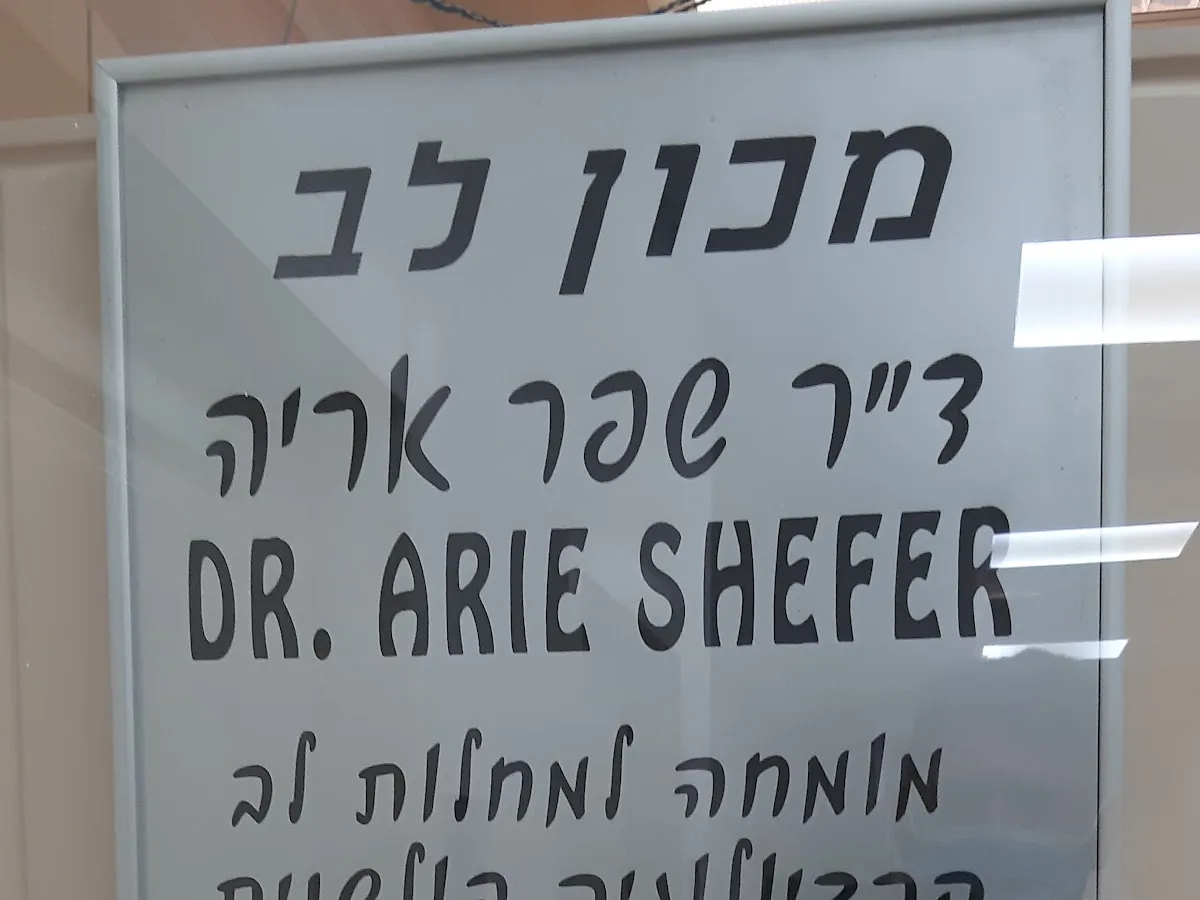 מכון לב
ד״ר שפר אריה
DR. ARIE SHEFER
מומחה למחלות לב